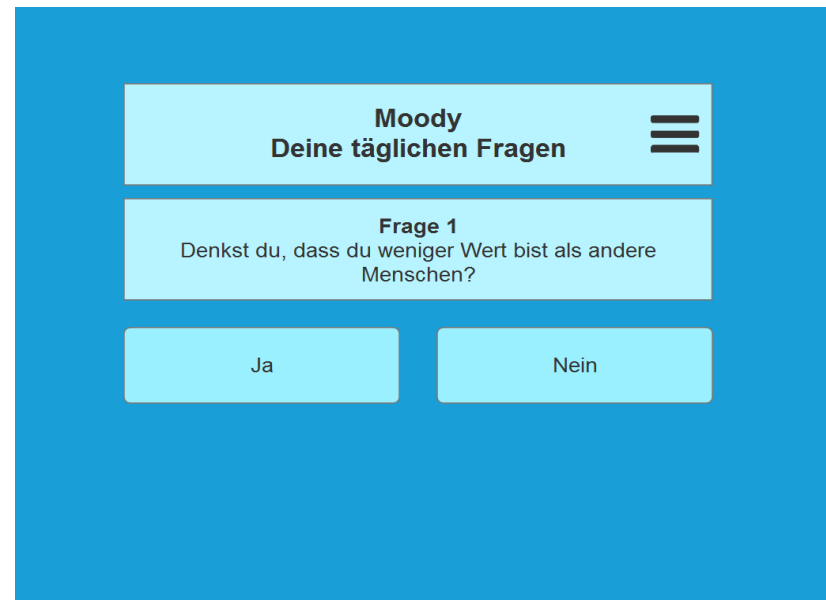 Moody
Deine täglichen Fragen
Frage 1
Denkst du, dass du weniger Wert bist als andere
Menschen?
Ja
Nein